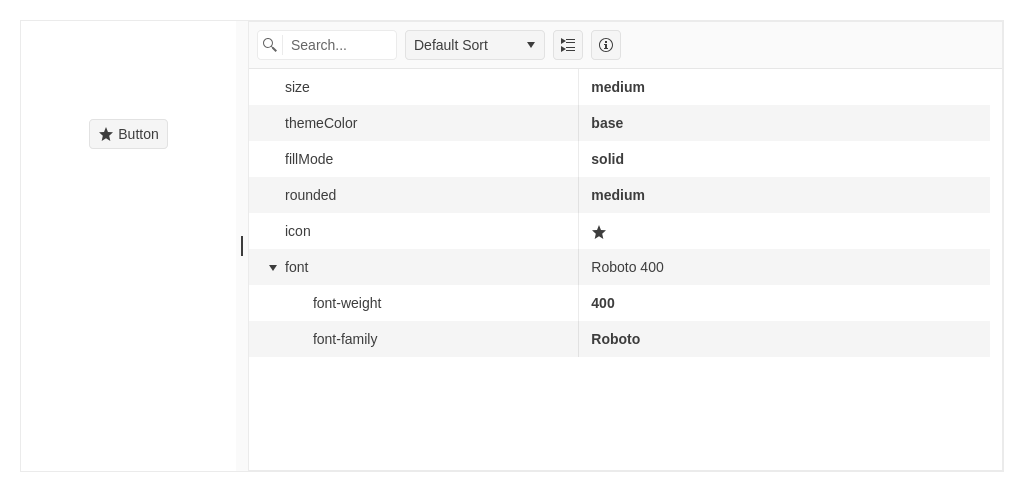 Button
Search...
Default Sort
size medium
themeColor base
fillMode solid
rounded medium
icon
font Roboto 400
font-weight 400
font-family Roboto